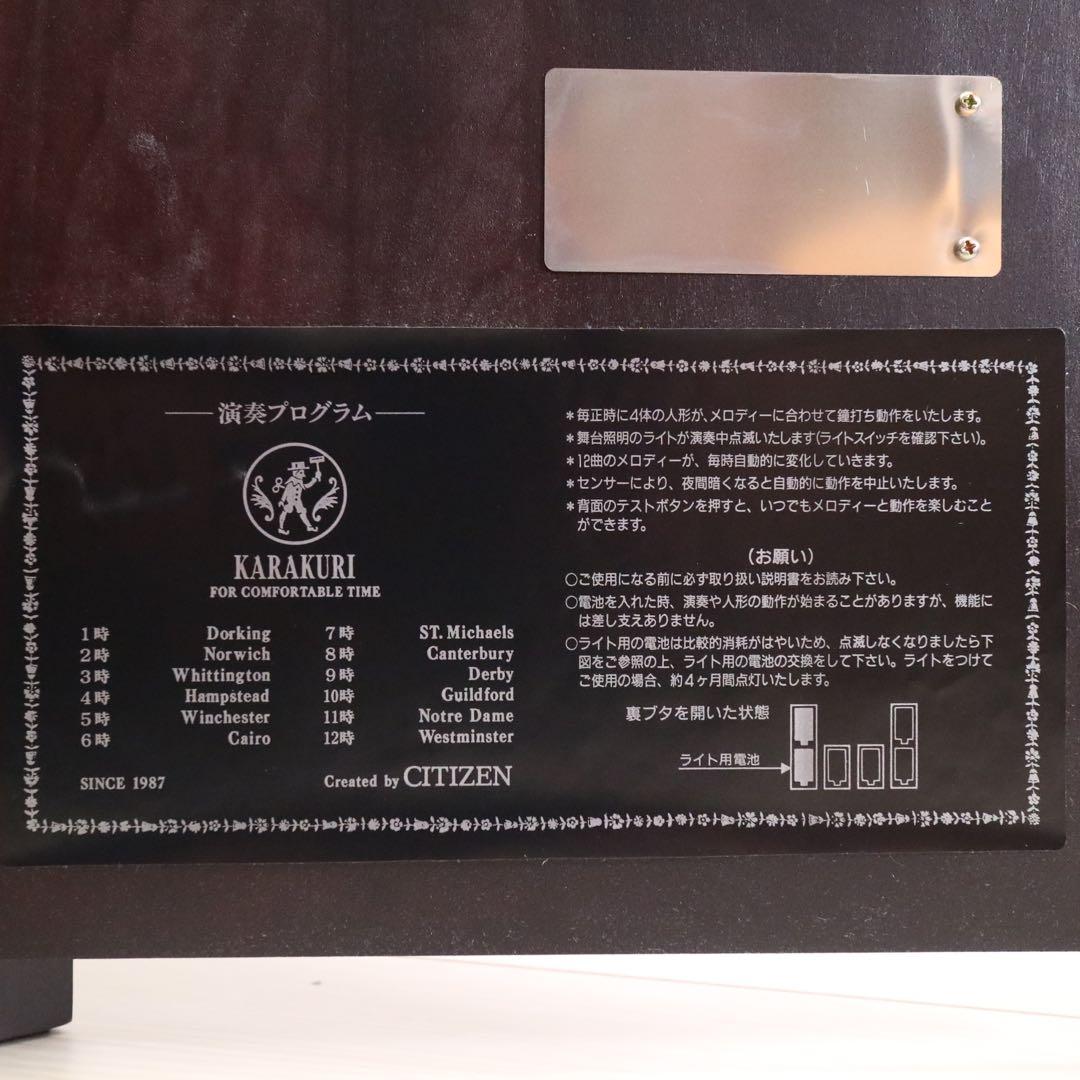 演奏プログラム
KARAKURI
FOR COMFORTABLE TIME
1時 Dorking 7時 ST. Michaels
2時 Norwich 8時 Canterbury
3時 Whittington 9時 Derby
4時 Hampstead 10時 Guildford
5時 Winchester 11時 Notre Dame
6時 Cairo 12時 Westminster
SINCE 1987 Created by CITIZEN
*毎正時に4体の人形が、メロディーに合わせて鐘打ち動作をいたします。
*舞台照明のライトが演奏中点滅いたします(ライトスイッチを確認下さい)。
*12曲のメロディーが、毎時自動的に変化していきます。
*センサーにより、夜間暗くなると自動的に動作を中止いたします。
*背面のテストボタンを押すと、いつでもメロディーと動作を楽しむこと
ができます。
(お願い)
○ご使用になる前に必ず取り扱い説明書をお読み下さい。
○電池を入れた時、演奏や人形の動作が始まることがありますが、機能に
は差し支えありません。
○ライト用の電池は比較的消耗がはやいため、点滅しなくなりましたら下
図をご参照の上、ライト用の電池の交換をして下さい。ライトをつけて
ご使用の場合、約4ヶ月間点灯いたします。
裏ブタを開いた状態
ライト用電池